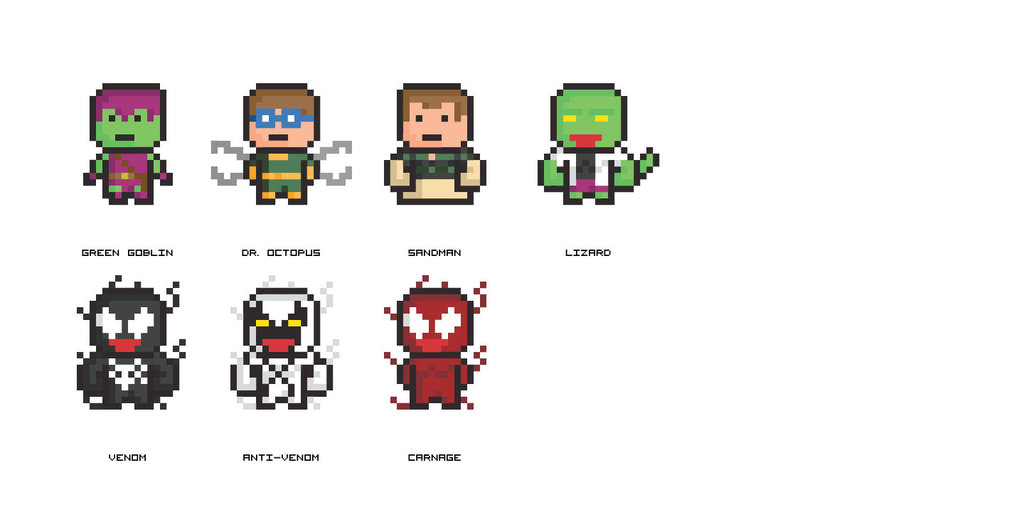 GREEN GOBLIN
DR. OCTOPUS
SANDMAN
LIZARD
VENOM
ANTI-VENOM
CARNAGE